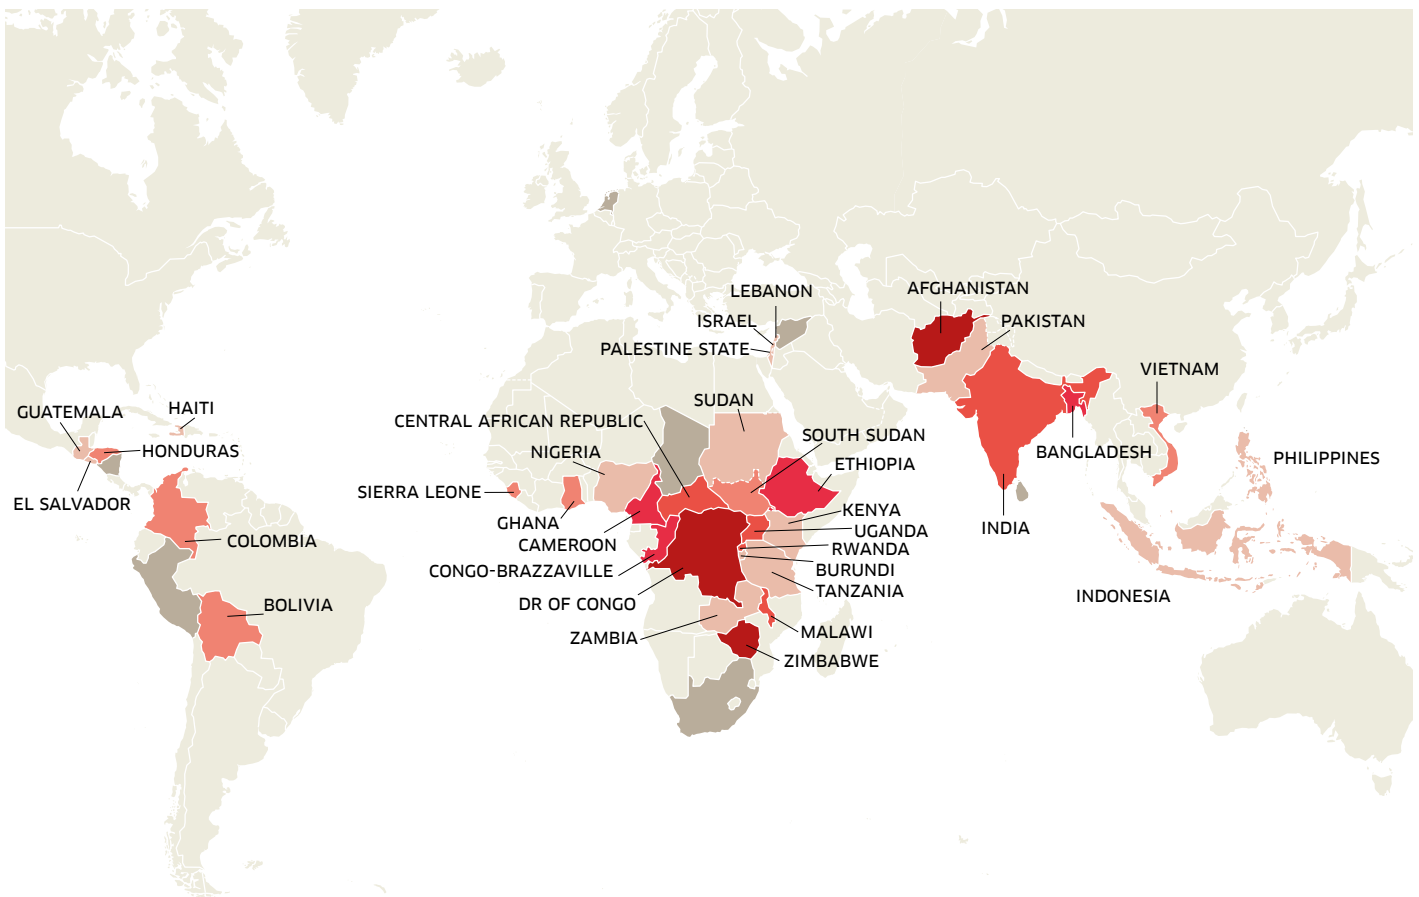 LEBANON
AFGHANISTAN
ISRAEL
PAKISTAN
PALESTINE STATE
VIETNAM
GUATEMALA
HAITI
SUDAN
CENTRAL AFRICAN REPUBLIC
SOUTH SUDAN
HONDURAS
NIGERIA
BANGLADESH
ETHIOPIA
PHILIPPINES
SIERRA LEONE
EL SALVADOR
KENYA
GHANA
UGANDA
INDIA
COLOMBIA
CAMEROON
RWANDA
CONGO-BRAZZAVILLE
BURUNDI
TANZANIA
INDONESIA
DR OF CONGO
BOLIVIA
MALAWI
ZAMBIA
ZIMBABWE